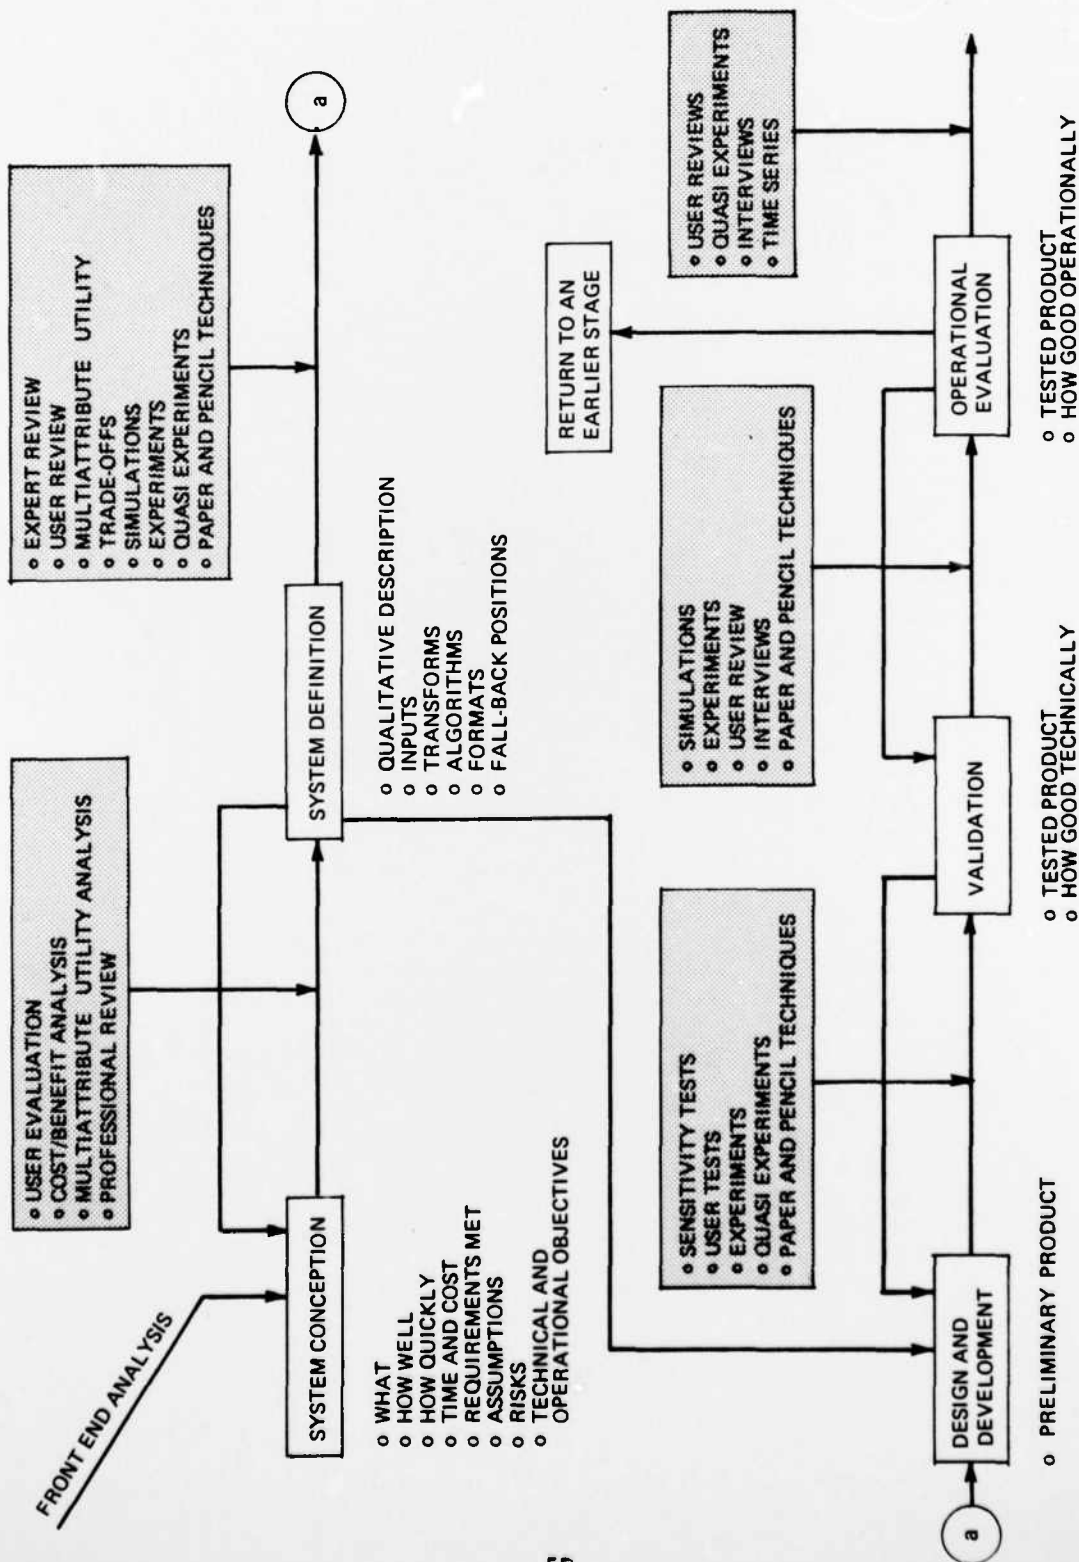 FRONT END ANALYSIS
o USER EVALUATION
o COST/BENEFIT ANALYSIS
o MULTIATTRIBUTE UTILITY ANALYSIS
o PROFESSIONAL REVIEW
o EXPERT REVIEW
o USER REVIEW
o MULTIATTRIBUTE UTILITY
o TRADE-OFFS
o SIMULATIONS
o EXPERIMENTS
o QUASI EXPERIMENTS
o PAPER AND PENCIL TECHNIQUES
SYSTEM CONCEPTION
SYSTEM DEFINITION
a
o WHAT
o HOW WELL
o HOW QUICKLY
o TIME AND COST
o REQUIREMENTS MET
o ASSUMPTIONS
o RISKS
o TECHNICAL AND
OPERATIONAL OBJECTIVES
o QUALITATIVE DESCRIPTION
o INPUTS
o TRANSFORMS
o ALGORITHMS
o FORMATS
o FALL-BACK POSITIONS
RETURN TO AN
EARLIER STAGE
o SENSITIVITY TESTS
o USER TESTS
o EXPERIMENTS
o QUASI EXPERIMENTS
o PAPER AND PENCIL TECHNIQUES
o SIMULATIONS
o EXPERIMENTS
o USER REVIEW
o INTERVIEWS
o PAPER AND PENCIL TECHNIQUES
o USER REVIEWS
o QUASI EXPERIMENTS
o INTERVIEWS
o TIME SERIES
a
DESIGN AND
DEVELOPMENT
VALIDATION
OPERATIONAL
EVALUATION
o PRELIMINARY PRODUCT
o TESTED PRODUCT
o HOW GOOD TECHNICALLY
o TESTED PRODUCT
o HOW GOOD OPERATIONALLY